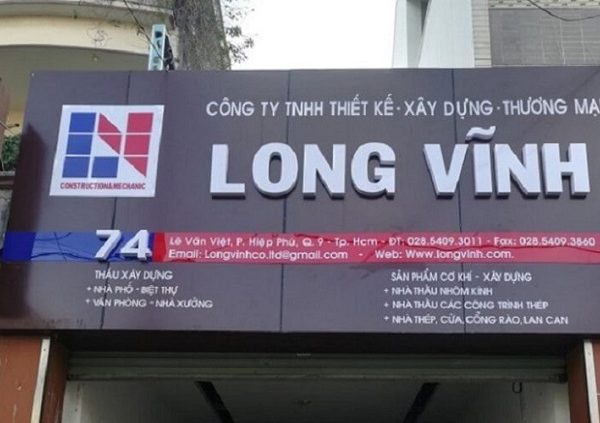 CÔNG TY TNHH THIẾT KẾ - XÂY DỰNG - THƯƠNG MẠ
LONG VĨNH
CONSTRUCTION&MECHANIC
74
Lê Văn Việt, P. Hiệp Phú, Q. 9 - Tp. Hcm - ĐT: 028.5409.3011 - Fax: 028.5409.3860
Email: Longvinhco.ltd@gmail.com - Web: Www.longvinh.com.
THẦU XÂY DỰNG
+ NHÀ PHỐ - BIỆT THỰ
+ VĂN PHÒNG - NHÀ XƯỞNG
SẢN PHẨM CƠ KHÍ - XÂY DỰNG
+ NHÀ THẦU NHÔM KÍNH
+ NHÀ THẦU CÁC CÔNG TRÌNH THÉP
+ NHÀ THÉP, CỬA, CỔNG RÀO, LAN CAN